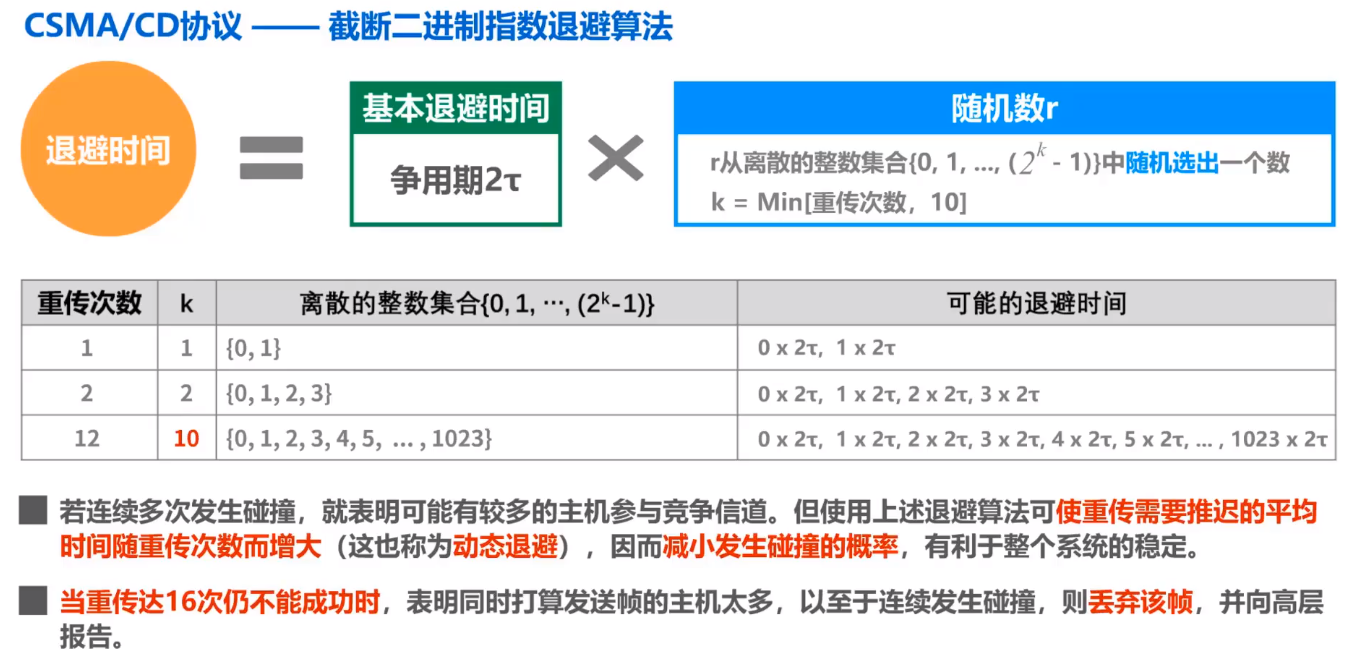 CSMA/CD协议 —— 截断二进制指数退避算法
退避时间
=
基本退避时间
争用期2τ
×
随机数r
r从离散的整数集合{0, 1, ..., (2^k - 1)}中随机选出一个数
k = Min[重传次数，10]
重传次数 k 离散的整数集合{0, 1, ⋯, (2^k-1)} 可能的退避时间
1 1 {0, 1} 0 x 2τ, 1 x 2τ
2 2 {0, 1, 2, 3} 0 x 2τ, 1 x 2τ, 2 x 2τ, 3 x 2τ
12 10 {0, 1, 2, 3, 4, 5, ... , 1023} 0 x 2τ, 1 x 2τ, 2 x 2τ, 3 x 2τ, 4 x 2τ, 5 x 2τ, ... , 1023 x 2τ
若连续多次发生碰撞，就表明可能有较多的主机参与竞争信道。但使用上述退避算法可使重传需要推迟的平均
时间随重传次数而增大（这也称为动态退避），因而减小发生碰撞的概率，有利于整个系统的稳定。
当重传达16次仍不能成功时，表明同时打算发送帧的主机太多，以至于连续发生碰撞，则丢弃该帧，并向高层
报告。